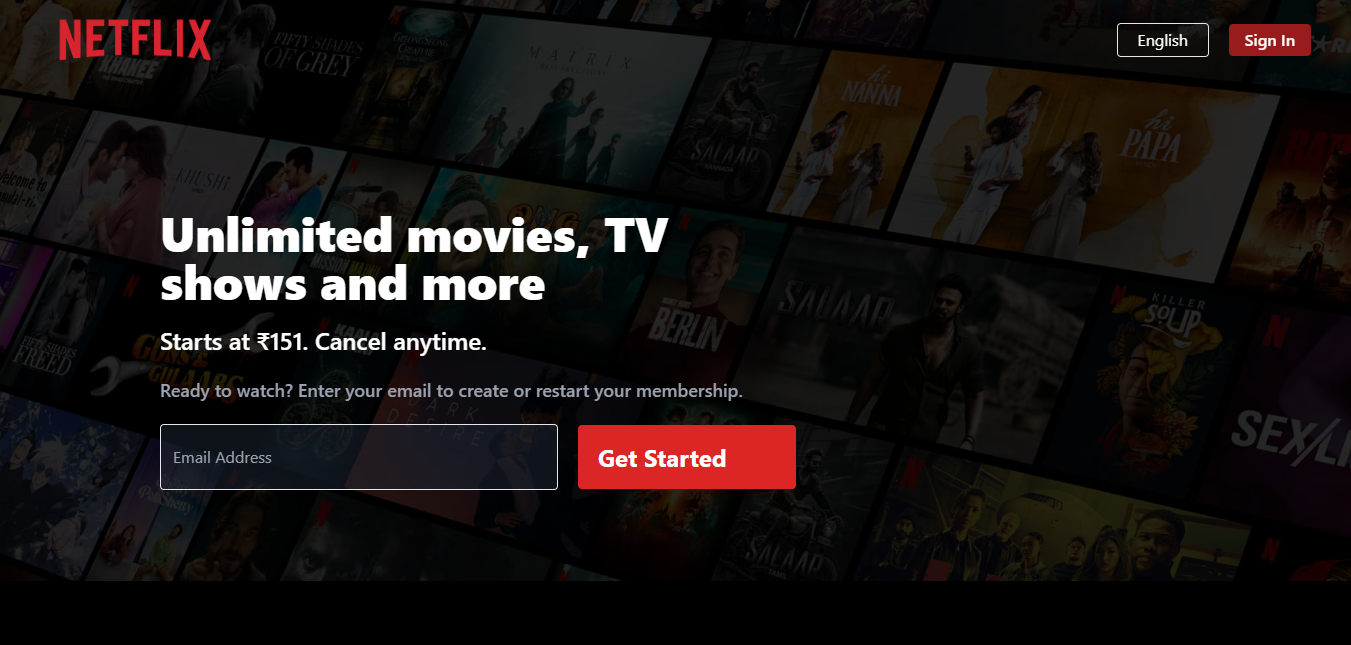 NETFLIX
English
Sign In
FIFTY SHADES
OF GREY
KHAKEE
GYEONGSEONG
CREATURE
MATRIX
hi
NANNA
hi
PAPA
SALAAR
Welcome to
KHUSHI
Unlimited movies, TV
shows and more
SALAAR
BERLIN
KILLER
SOUP
Starts at ₹151. Cancel anytime.
FIFTY SHADES
FREED
GUNS &
GULAABS
Ready to watch? Enter your email to create or restart your membership.
DARK
DESIRE
SEX/LI
Email Address
Get Started
SALAAR